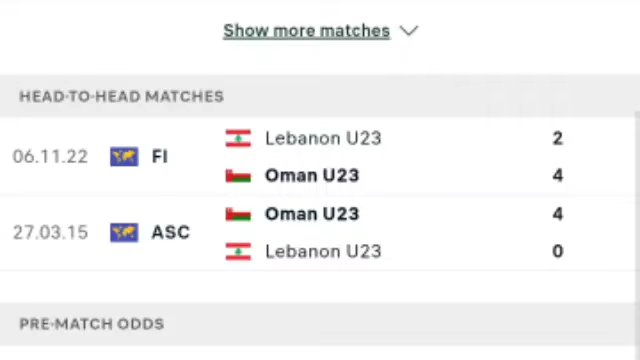 Show more matches
HEAD-TO-HEAD MATCHES
06.11.22 FI Lebanon U23 2
Oman U23 4
27.03.15 ASC Oman U23 4
Lebanon U23 0
PRE-MATCH ODDS